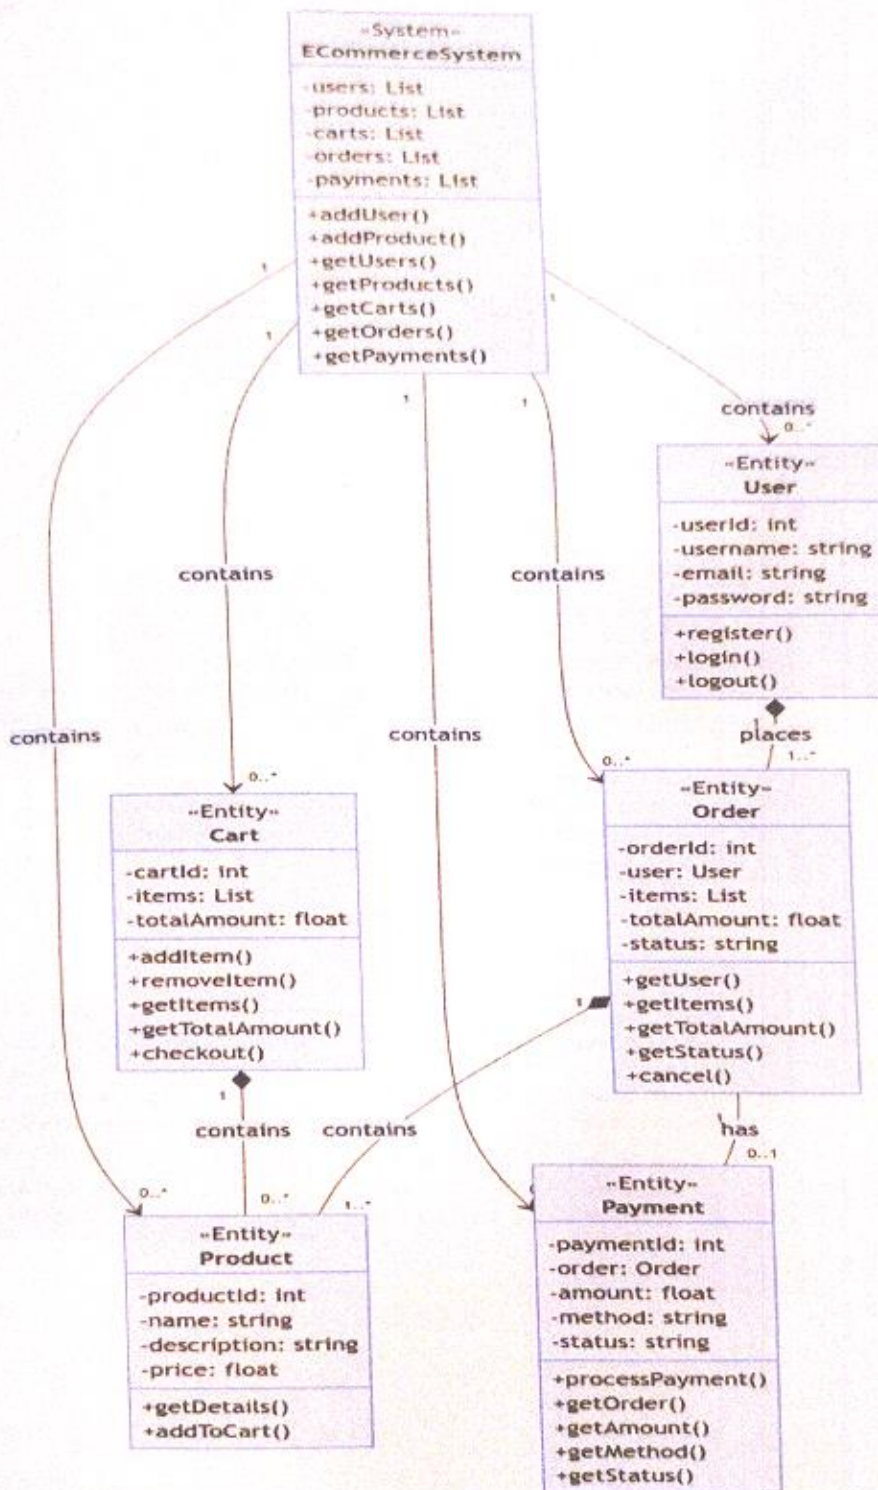 «System»
ECommerceSystem
-users: List
-products: List
-carts: List
-orders: List
-payments: List
+addUser()
+addProduct()
+getUsers()
+getProducts()
+getCarts()
+getOrders()
+getPayments()
1
1
1
1
1
contains
0..*
«Entity»
User
-userId: int
-username: string
-email: string
-password: string
+register()
+login()
+logout()
contains
contains
contains
contains
places
1..*
0..*
0..*
«Entity»
Cart
-cartId: int
-items: List
-totalAmount: float
+addItem()
+removeItem()
+getItems()
+getTotalAmount()
+checkout()
«Entity»
Order
-orderId: int
-user: User
-items: List
-totalAmount: float
-status: string
+getUser()
+getItems()
+getTotalAmount()
+getStatus()
+cancel()
1
1
contains
contains
has
0..1
0..*
0..*
1..*
«Entity»
Product
-productId: int
-name: string
-description: string
-price: float
+getDetails()
+addToCart()
«Entity»
Payment
-paymentId: int
-order: Order
-amount: float
-method: string
-status: string
+processPayment()
+getOrder()
+getAmount()
+getMethod()
+getStatus()